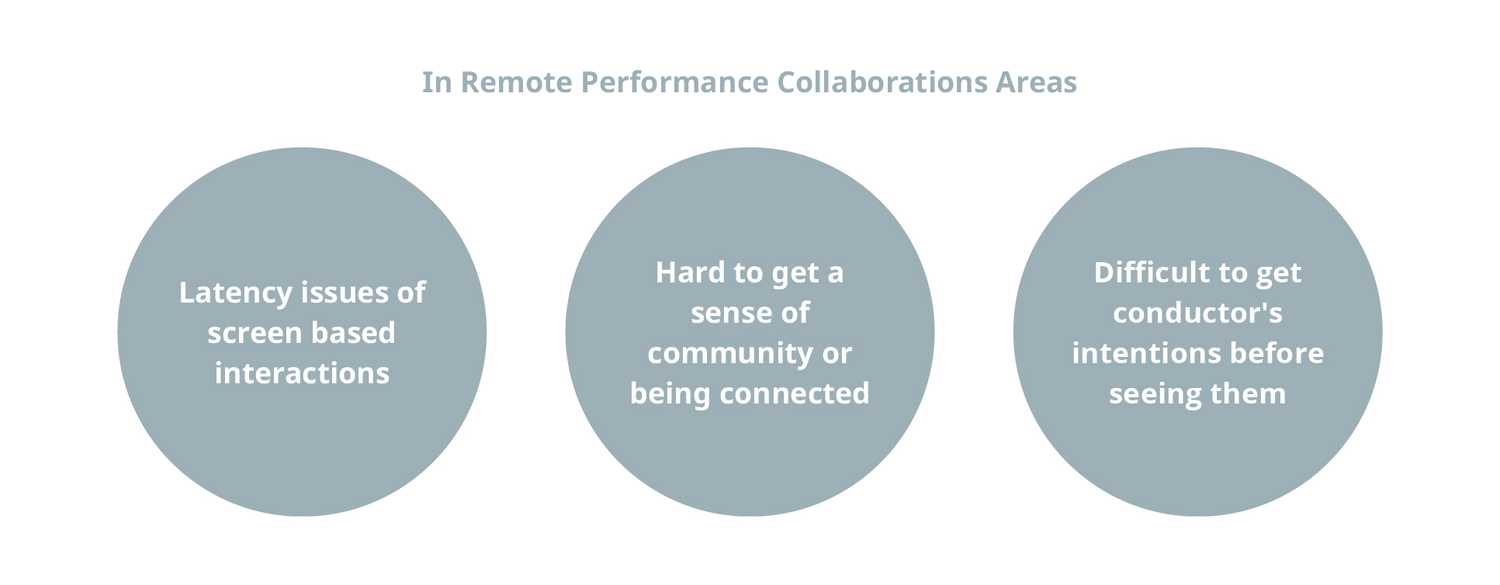 In Remote Performance Collaborations Areas
Latency issues of
screen based
interactions
Hard to get a
sense of
community or
being connected
Difficult to get
conductor's
intentions before
seeing them